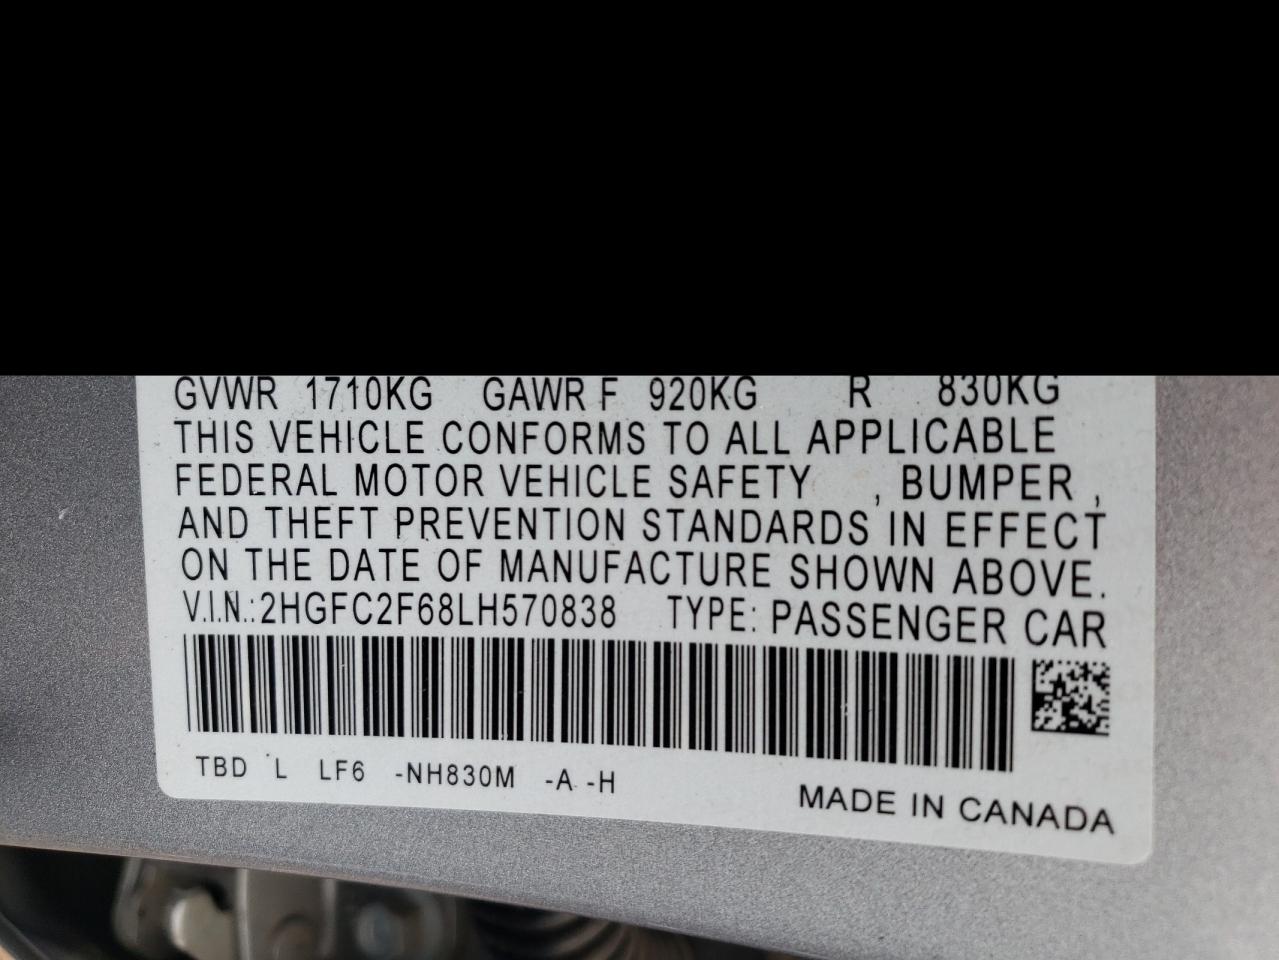 GVWR 1710KG GAWR F 920KG R 830KG
THIS VEHICLE CONFORMS TO ALL APPLICABLE
FEDERAL MOTOR VEHICLE SAFETY , BUMPER ,
AND THEFT PREVENTION STANDARDS IN EFFECT
ON THE DATE OF MANUFACTURE SHOWN ABOVE.
V.I.N.: 2HGFC2F68LH570838 TYPE: PASSENGER CAR
TBD L LF6 -NH830M -A -H
MADE IN CANADA